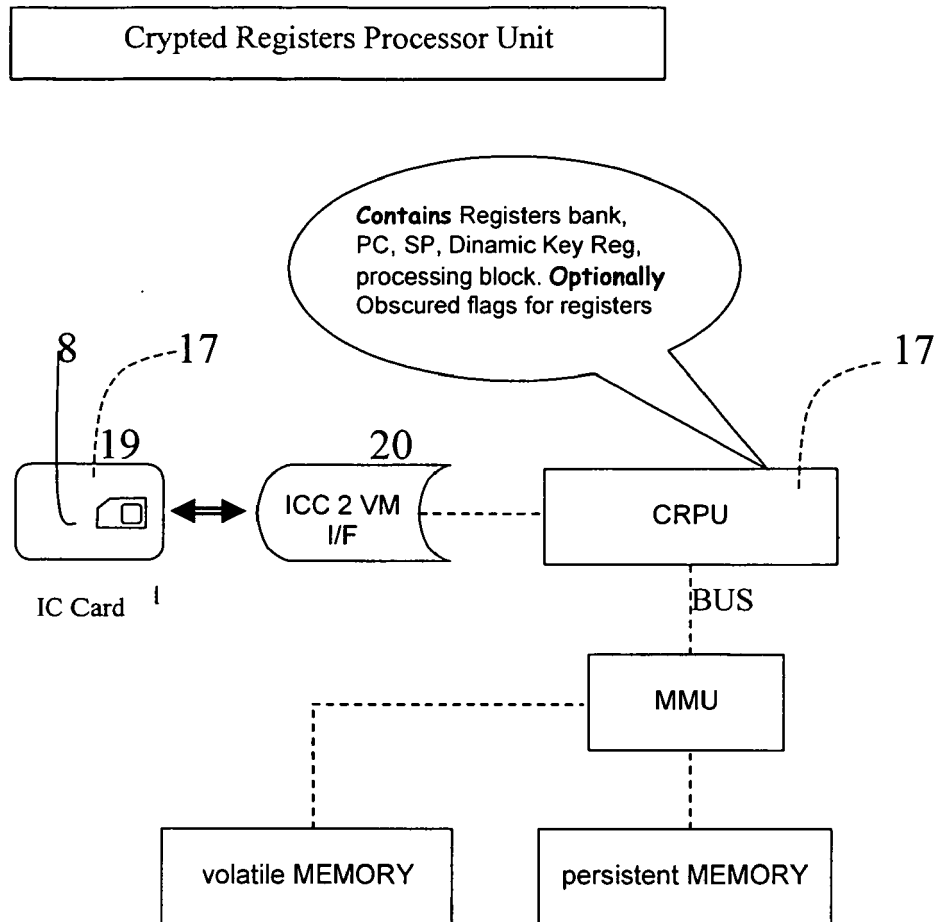 Crypted Registers Processor Unit
Contains Registers bank,
PC, SP, Dinamic Key Reg,
processing block. Optionally
Obscured flags for registers
8
17
17
19
20
ICC 2 VM
I/F
CRPU
IC Card
BUS
MMU
volatile MEMORY
persistent MEMORY